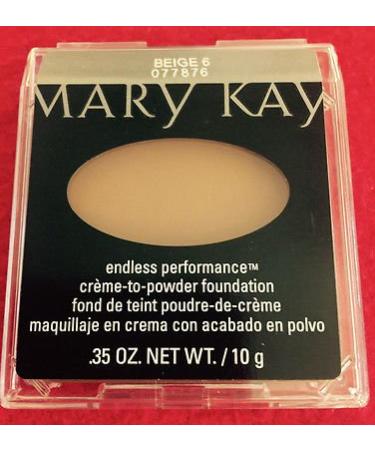 BEIGE 6
077876
MARY KAY
endless performance™
crème-to-powder foundation
fond de teint poudre-de-crème
maquillaje en crema con acabado en polvo
.35 OZ. NET WT. / 10 g